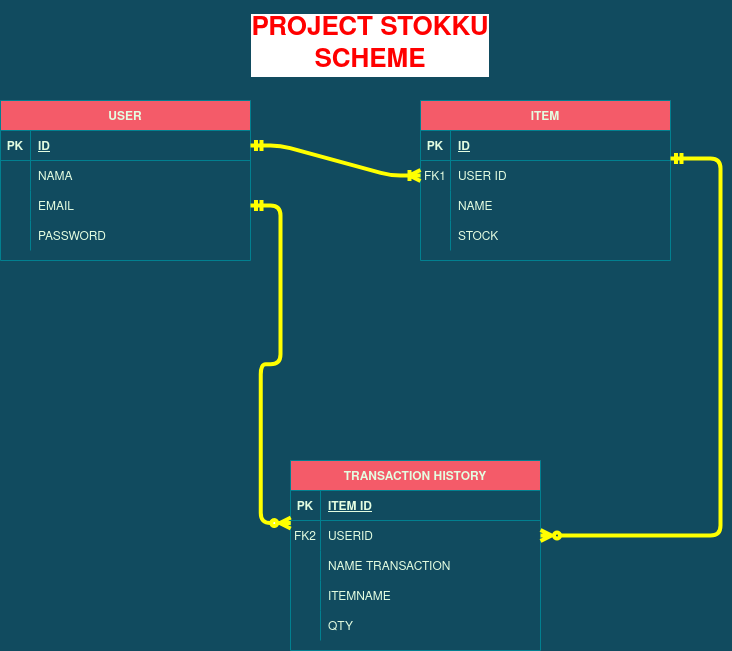 PROJECT STOKKU
SCHEME
USER
PK ID
NAMA
EMAIL
PASSWORD
ITEM
PK ID
FK1 USER ID
NAME
STOCK
TRANSACTION HISTORY
PK ITEM ID
FK2 USERID
NAME TRANSACTION
ITEMNAME
QTY